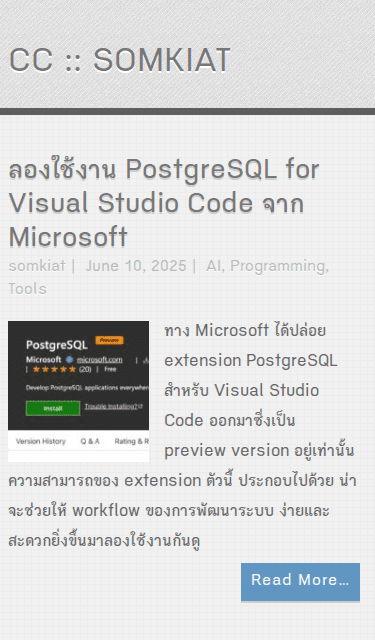 CC :: SOMKIAT
ลองใช้งาน PostgreSQL for
Visual Studio Code จาก
Microsoft
somkiat | June 10, 2025 | AI, Programming,
Tools
PostgreSQL Preview
Microsoft microsoft.com |
| ★★★★★ (20) | Free
Develop PostgreSQL applications everywhere
Install Trouble Installing?
Version History Q & A Rating & R
ทาง Microsoft ได้ปล่อย
extension PostgreSQL
สำหรับ Visual Studio
Code ออกมาซึ่งเป็น
preview version อยู่เท่านั้น
ความสามารถของ extension ตัวนี้ ประกอบไปด้วย น่า
จะช่วยให้ workflow ของการพัฒนาระบบ ง่ายและ
สะดวกยิ่งขึ้นมาลองใช้งานกันดู
Read More...